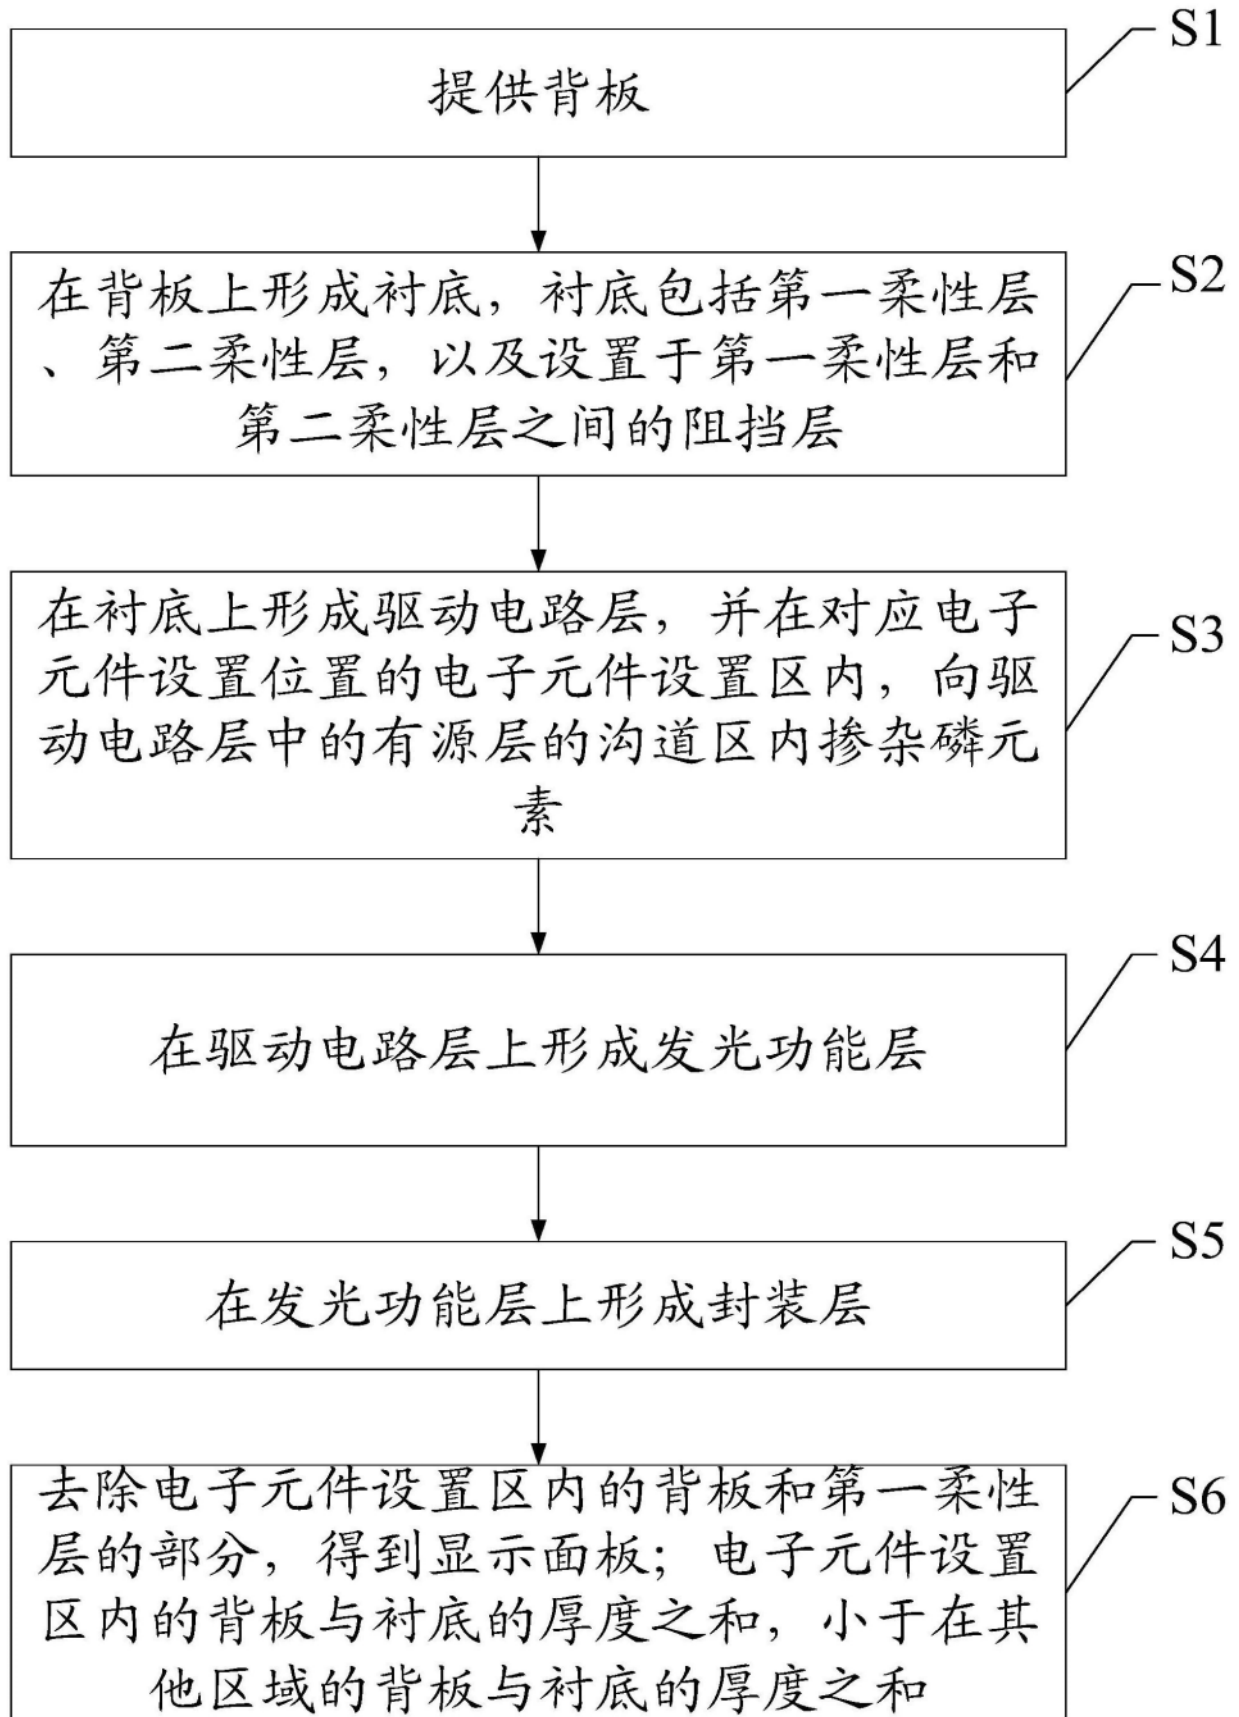 S1
提供背板
S2
在背板上形成衬底，衬底包括第一柔性层
、第二柔性层，以及设置于第一柔性层和
第二柔性层之间的阻挡层
S3
在衬底上形成驱动电路层，并在对应电子
元件设置位置的电子元件设置区内，向驱
动电路层中的有源层的沟道区内掺杂磷元
素
S4
在驱动电路层上形成发光功能层
S5
在发光功能层上形成封装层
S6
去除电子元件设置区内的背板和第一柔性
层的部分，得到显示面板；电子元件设置
区内的背板与衬底的厚度之和，小于在其
他区域的背板与衬底的厚度之和